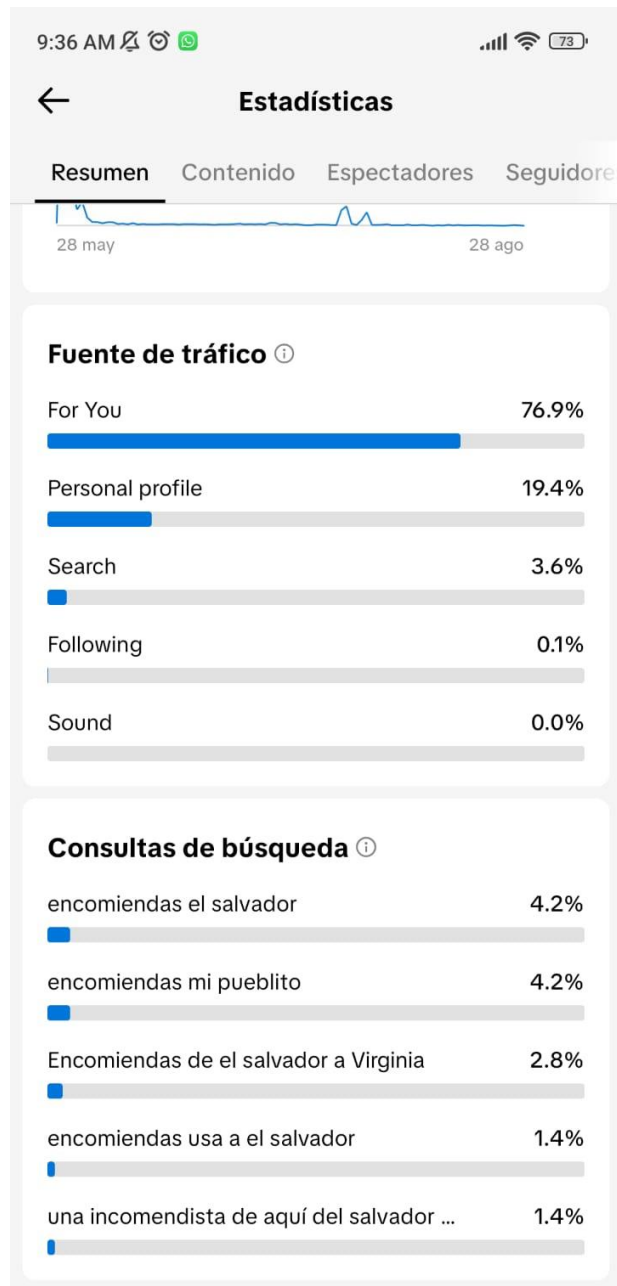 9:36 AM
73
Estadísticas
Resumen Contenido Espectadores Seguidore
28 may 28 ago
Fuente de tráfico
For You 76.9%
Personal profile 19.4%
Search 3.6%
Following 0.1%
Sound 0.0%
Consultas de búsqueda
encomiendas el salvador 4.2%
encomiendas mi pueblito 4.2%
Encomiendas de el salvador a Virginia 2.8%
encomiendas usa a el salvador 1.4%
una incomendista de aquí del salvador ... 1.4%